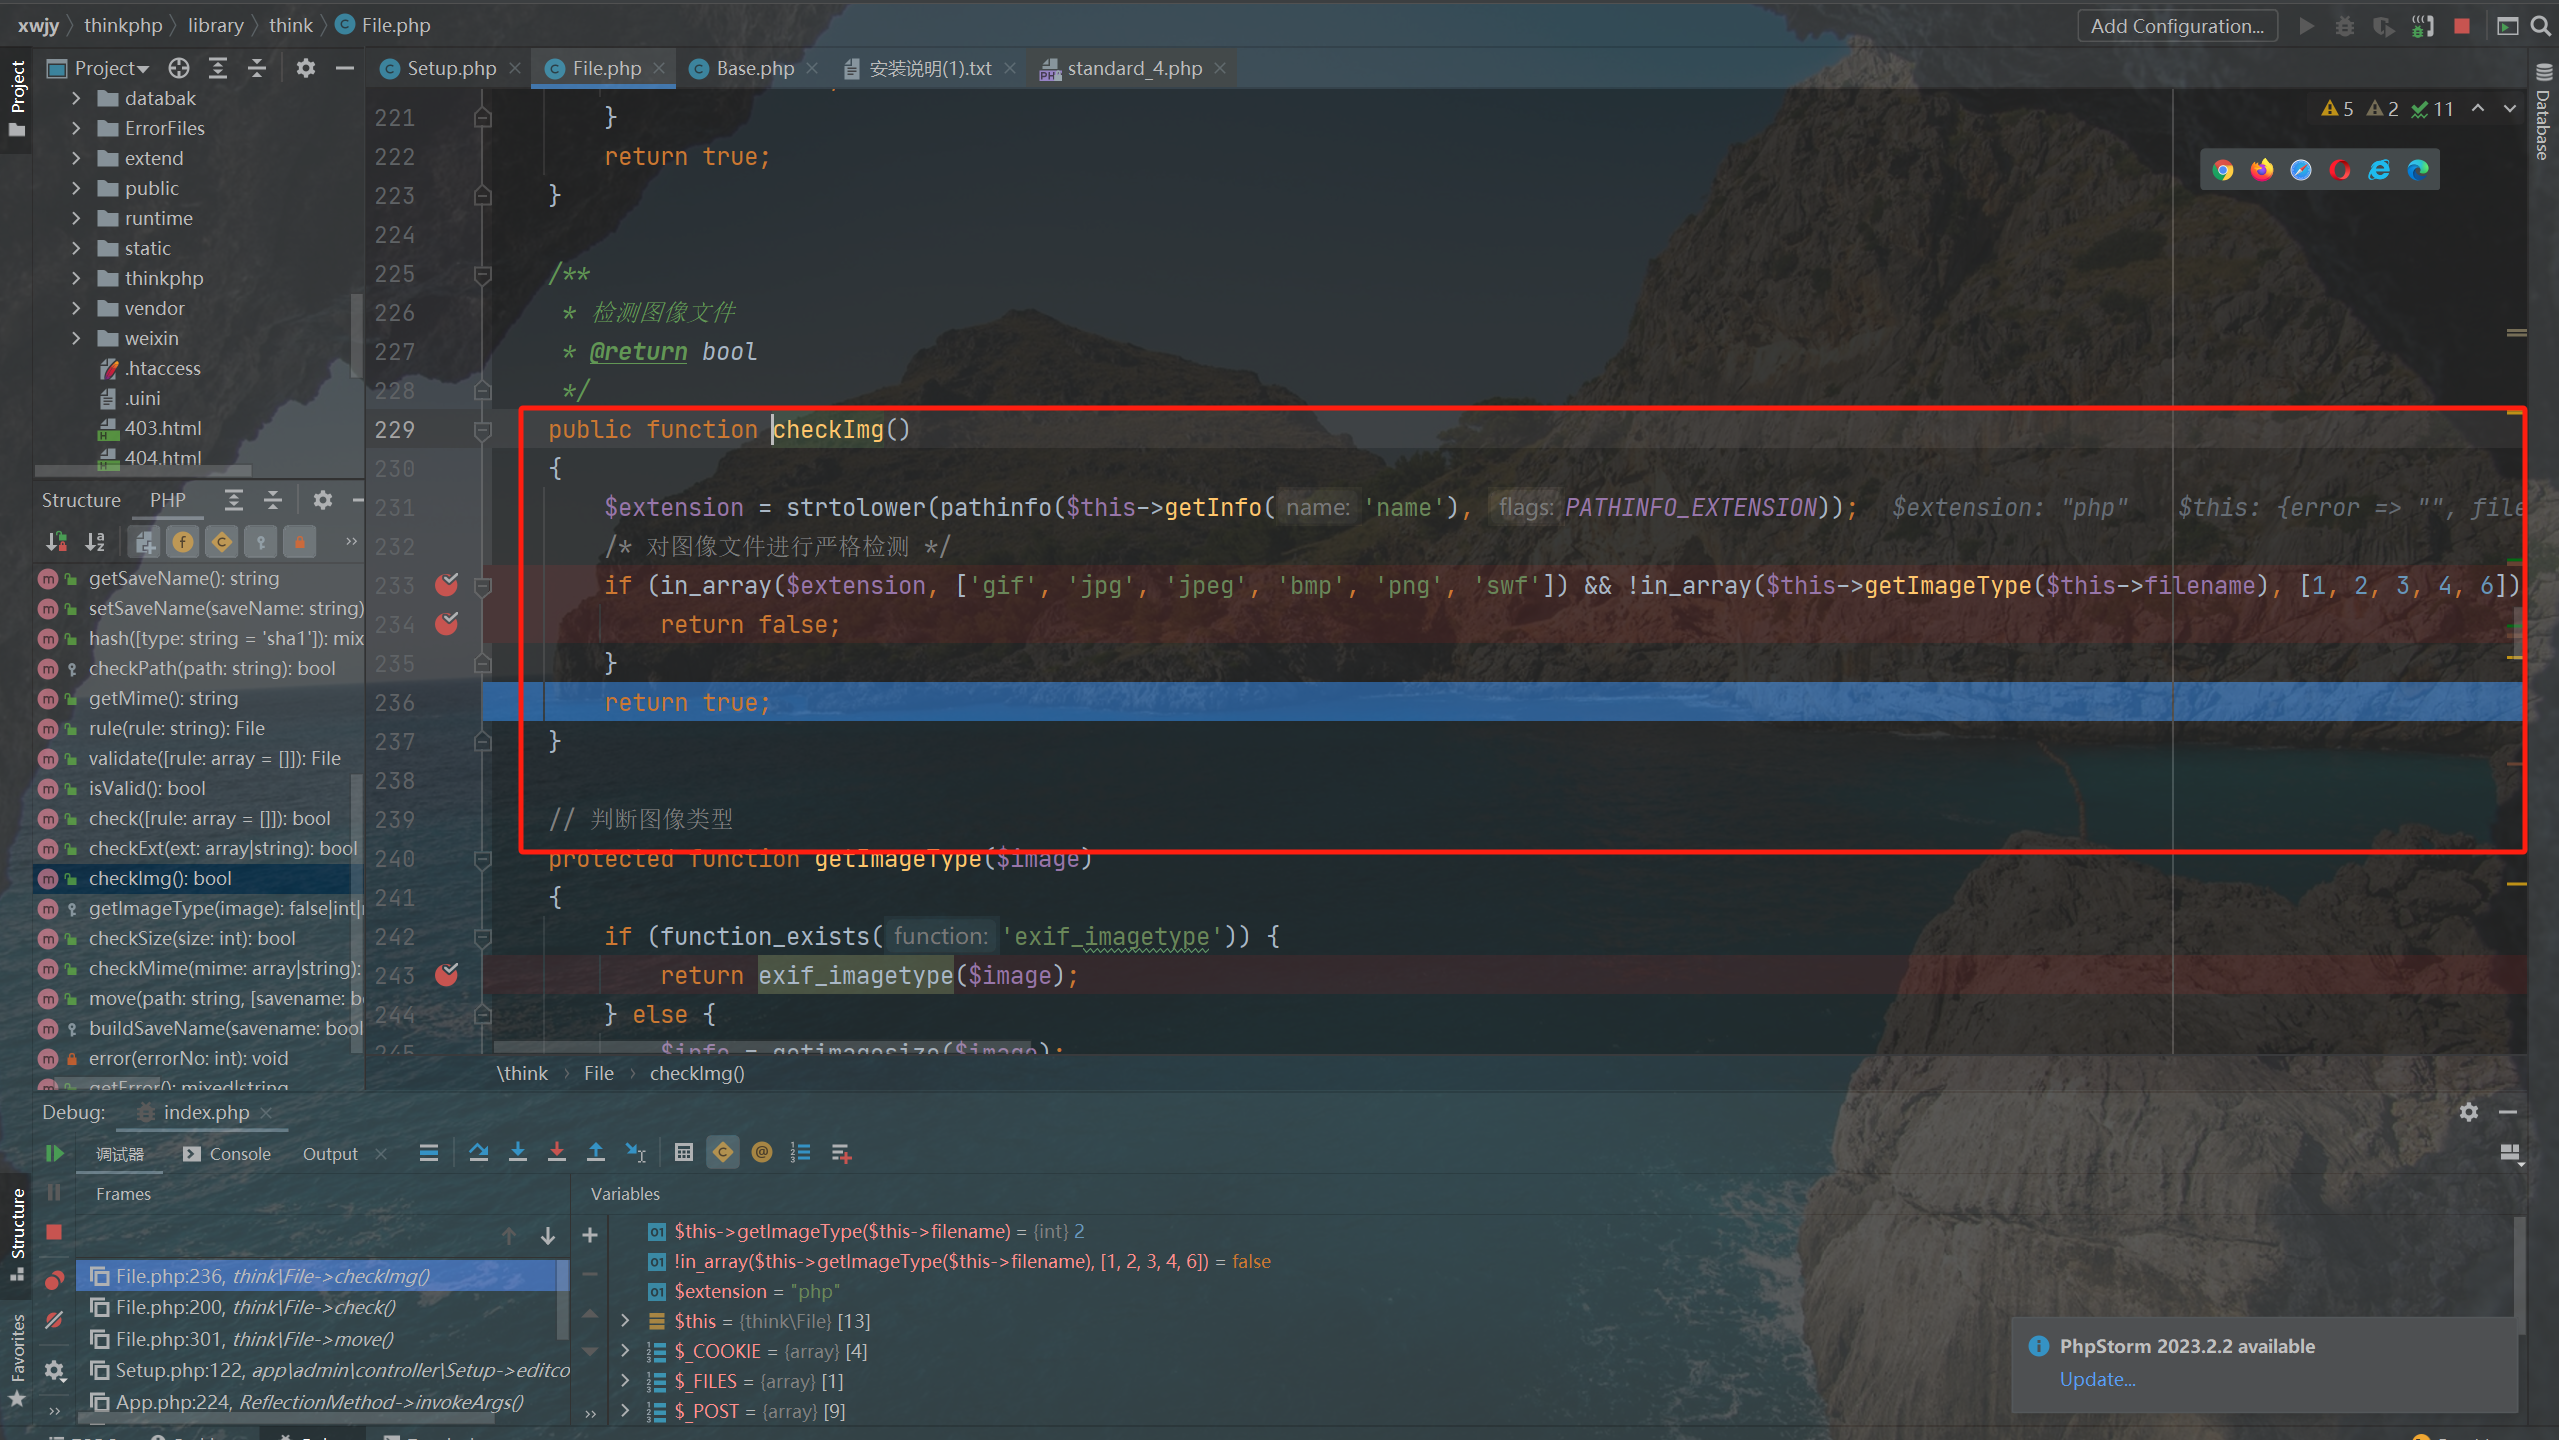 xwjy thinkphp library think File.php
Add Configuration...
Project
Setup.php
File.php
Base.php
安装说明(1).txt
standard_4.php
Project
Database
databak
ErrorFiles
extend
public
runtime
static
thinkphp
vendor
weixin
.htaccess
.uini
403.html
404.html
5 2 11
221 }
222 return true;
223 }
224
225 /**
226 * 检测图像文件
227 * @return bool
228 */
229 public function checkImg()
230 {
231 $extension = strtolower(pathinfo($this->getInfo( name: 'name'), flags: PATHINFO_EXTENSION)); $extension: "php" $this: {error => "", file
232 /* 对图像文件进行严格检测 */
233 if (in_array($extension, ['gif', 'jpg', 'jpeg', 'bmp', 'png', 'swf']) && !in_array($this->getImageType($this->filename), [1, 2, 3, 4, 6])
234 return false;
235 }
236 return true;
237 }
238
239 // 判断图像类型
240 protected function getImageType($image)
241 {
242 if (function_exists( function: 'exif_imagetype')) {
243 return exif_imagetype($image);
244 } else {
245 $info = getimagesize($image);
\think File checkImg()
Structure PHP
getSaveName(): string
setSaveName(saveName: string)
hash([type: string = 'sha1']): mix
checkPath(path: string): bool
getMime(): string
rule(rule: string): File
validate([rule: array = []]): File
isValid(): bool
check([rule: array = []]): bool
checkExt(ext: array|string): bool
checkImg(): bool
getImageType(image): false|int|
checkSize(size: int): bool
checkMime(mime: array|string):
move(path: string, [savename: b
buildSaveName(savename: bool
error(errorNo: int): void
getError(): mixed|string
Debug: index.php
调试器 Console Output
Structure
Favorites
Frames
File.php:236, think\File->checkImg()
File.php:200, think\File->check()
File.php:301, think\File->move()
Setup.php:122, app\admin\controller\Setup->editco
App.php:224, ReflectionMethod->invokeArgs()
Variables
$this->getImageType($this->filename) = {int} 2
!in_array($this->getImageType($this->filename), [1, 2, 3, 4, 6]) = false
$extension = "php"
$this = {think\File} [13]
$_COOKIE = {array} [4]
$_FILES = {array} [1]
$_POST = {array} [9]
PhpStorm 2023.2.2 available
Update...